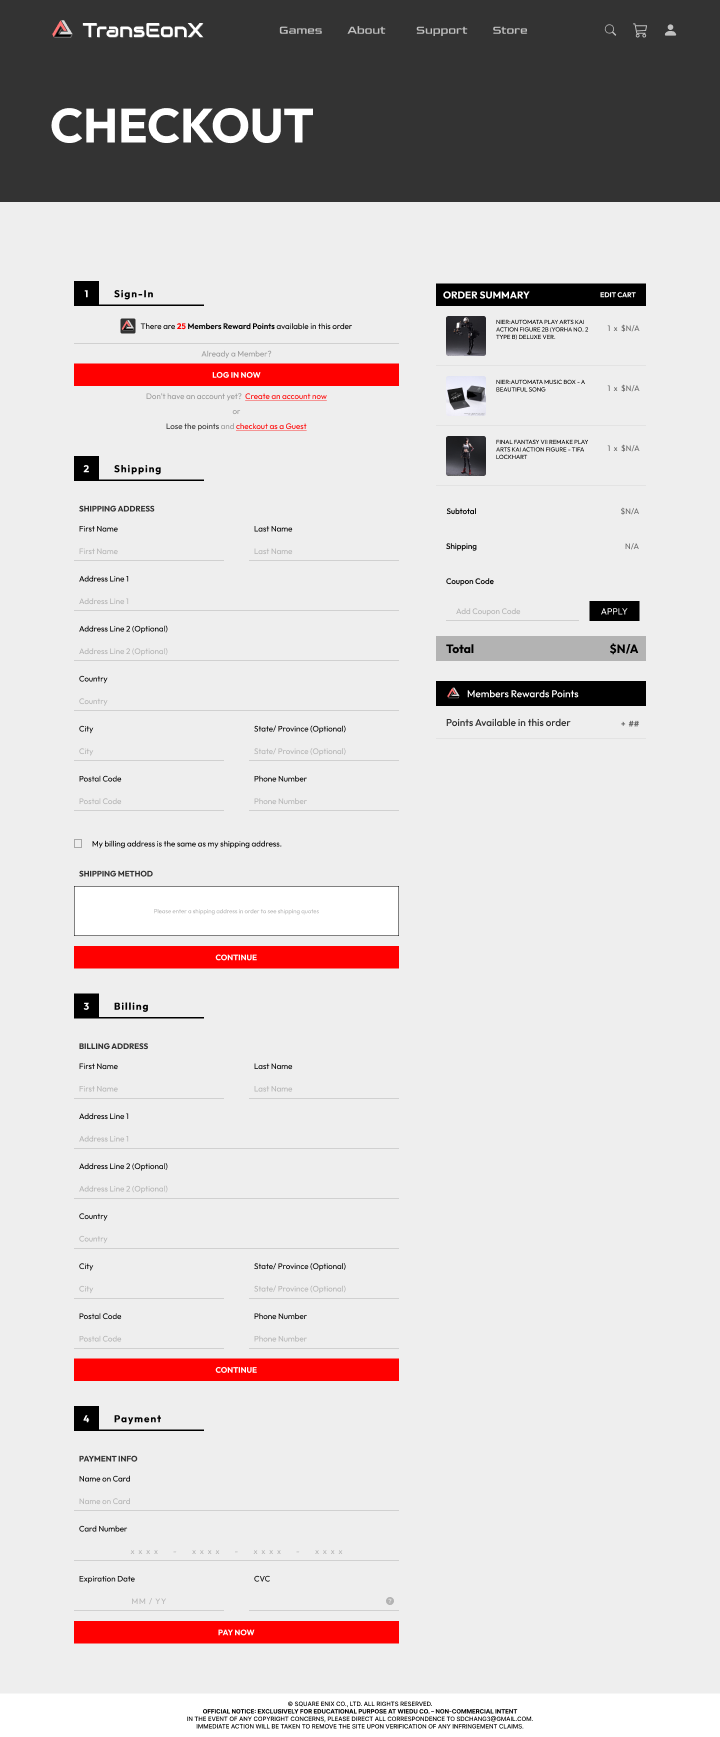 TransEonX
Games About Support Store
CHECKOUT
1 Sign-In
There are 25 Members Reward Points available in this order
Already a Member?
LOG IN NOW
Don't have an account yet? Create an account now
or
Lose the points and checkout as a Guest
2 Shipping
SHIPPING ADDRESS
First Name Last Name
First Name Last Name
Address Line 1
Address Line 1
Address Line 2 (Optional)
Address Line 2 (Optional)
Country
Country
City State/ Province (Optional)
City State/ Province (Optional)
Postal Code Phone Number
Postal Code Phone Number
My billing address is the same as my shipping address.
SHIPPING METHOD
Please enter a shipping address in order to see shipping quotes
CONTINUE
3 Billing
BILLING ADDRESS
First Name Last Name
First Name Last Name
Address Line 1
Address Line 1
Address Line 2 (Optional)
Address Line 2 (Optional)
Country
Country
City State/ Province (Optional)
City State/ Province (Optional)
Postal Code Phone Number
Postal Code Phone Number
CONTINUE
4 Payment
PAYMENT INFO
Name on Card
Name on Card
Card Number
xxxx - xxxx - xxxx - xxxx
Expiration Date CVC
MM / YY ?
PAY NOW
ORDER SUMMARY EDIT CART
NIER:AUTOMATA PLAY ARTS KAI
ACTION FIGURE 2B (YORHA NO. 2
TYPE B) DELUXE VER.
1 x $N/A
NIER:AUTOMATA MUSIC BOX - A
BEAUTIFUL SONG
1 x $N/A
FINAL FANTASY VII REMAKE PLAY
ARTS KAI ACTION FIGURE - TIFA
LOCKHART
1 x $N/A
Subtotal $N/A
Shipping N/A
Coupon Code
Add Coupon Code APPLY
Total $N/A
Members Rewards Points
Points Available in this order + ##
© SQUARE ENIX CO., LTD. ALL RIGHTS RESERVED.
OFFICIAL NOTICE: EXCLUSIVELY FOR EDUCATIONAL PURPOSE AT WIEDU CO. – NON-COMMERCIAL INTENT
IN THE EVENT OF ANY COPYRIGHT CONCERNS, PLEASE DIRECT ALL CORRESPONDENCE TO SDCHANG3@GMAIL.COM.
IMMEDIATE ACTION WILL BE TAKEN TO REMOVE THE SITE UPON VERIFICATION OF ANY INFRINGEMENT CLAIMS.